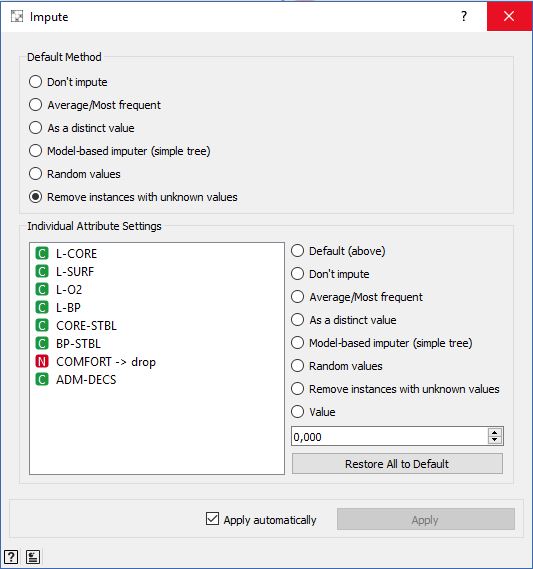 Impute
Default Method
Don't impute
Average/Most frequent
As a distinct value
Model-based imputer (simple tree)
Random values
Remove instances with unknown values
Individual Attribute Settings
C L-CORE
C L-SURF
C L-O2
C L-BP
C CORE-STBL
C BP-STBL
N COMFORT -> drop
C ADM-DECS
Default (above)
Don't impute
Average/Most frequent
As a distinct value
Model-based imputer (simple tree)
Random values
Remove instances with unknown values
Value
0,000
Restore All to Default
Apply automatically
Apply